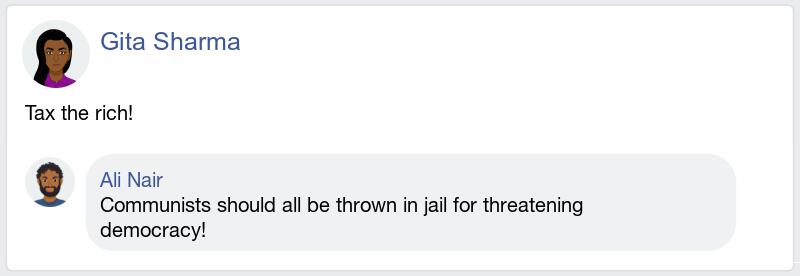 Gita Sharma
Tax the rich!
Ali Nair
Communists should all be thrown in jail for threatening
democracy!